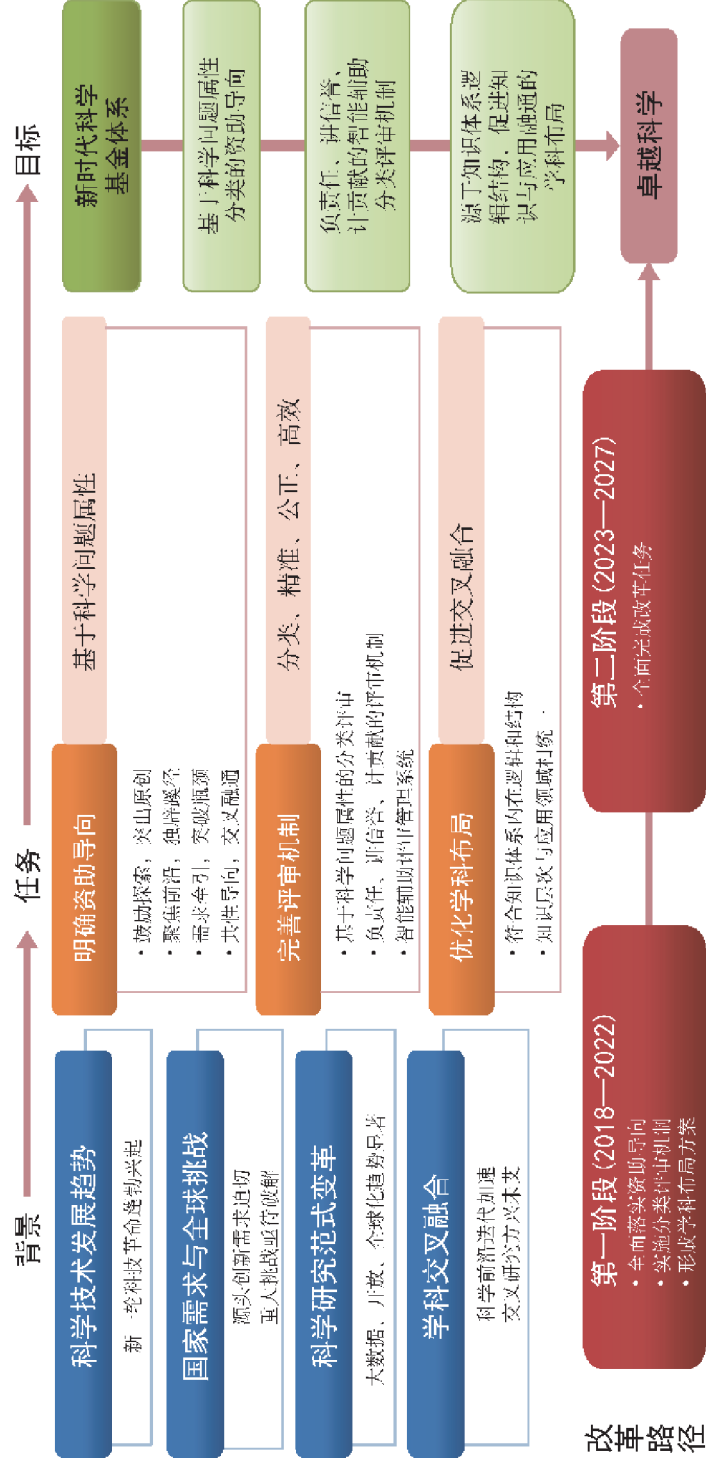 背景
任务
目标
科学技术发展趋势
新一轮科技革命蓬勃兴起
国家需求与全球挑战
源头创新需求迫切
重大挑战亟待破解
科学研究范式变革
大数据、开放、全球化趋势显著
学科交叉融合
科学前沿迭代加速
交叉研究方兴未艾
明确资助导向
基于科学问题属性
· 鼓励探索，突出原创
· 聚焦前沿，独辟蹊径
· 需求牵引，突破瓶颈
· 共性导向，交叉融通
完善评审机制
分类、精准、公正、高效
· 基于科学问题属性的分类评审
· 负责任、讲信誉、计贡献的评审机制
· 智能辅助评审管理系统
优化学科布局
促进交叉融合
· 符合知识体系内在逻辑和结构
· 知识层次与应用领域相统一
新时代科学
基金体系
基于科学问题属性
分类的资助导向
负责任、讲信誉、
计贡献的智能辅助
分类评审机制
源于知识体系逻
辑结构，促进知
识与应用融通的
学科布局
卓越科学
改革路径
第一阶段(2018—2022)
· 全面落实资助导向
· 实施分类评审机制
· 形成学科布局方案
第二阶段(2023—2027)
· 全面完成改革任务